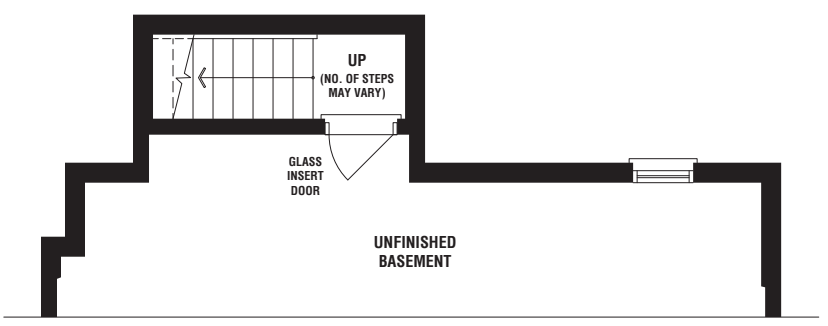 UP
(NO. OF STEPS
MAY VARY)
GLASS
INSERT
DOOR
UNFINISHED
BASEMENT